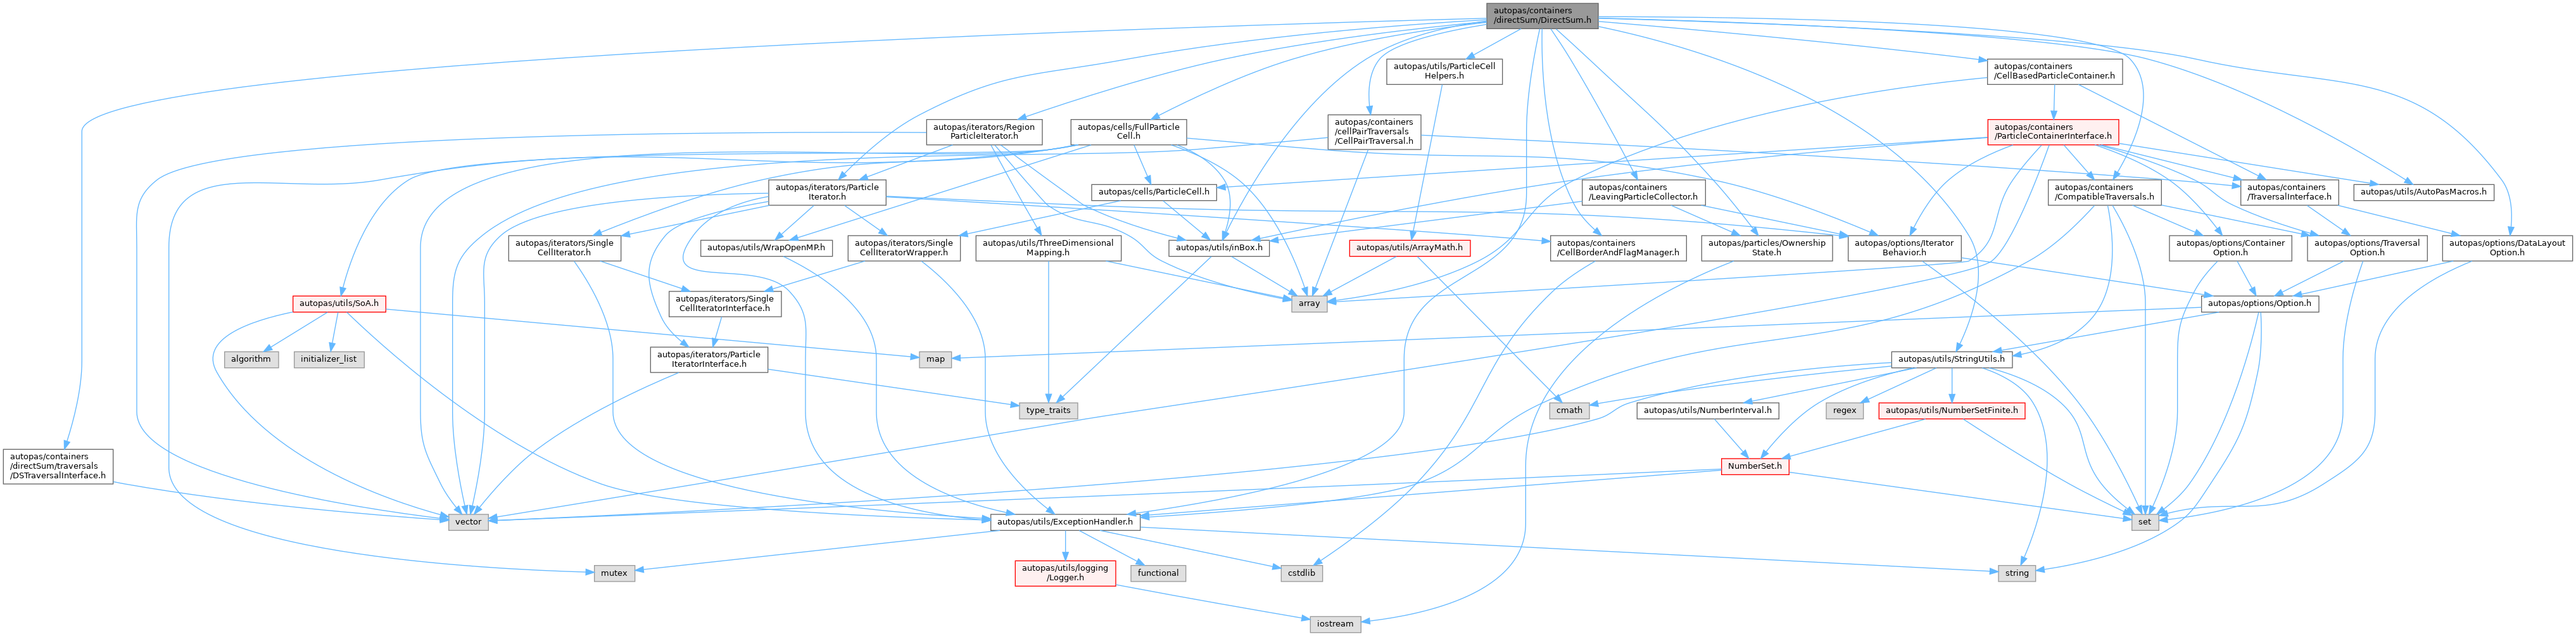 autopas/containers
/directSum/DirectSum.h
autopas/utils/ParticleCell
Helpers.h
autopas/containers
/CellBasedParticleContainer.h
autopas/iterators/Region
ParticleIterator.h
autopas/cells/FullParticle
Cell.h
autopas/containers
/cellPairTraversals
/CellPairTraversal.h
autopas/containers
/ParticleContainerInterface.h
autopas/iterators/Particle
Iterator.h
autopas/cells/ParticleCell.h
autopas/containers
/LeavingParticleCollector.h
autopas/containers
/CompatibleTraversals.h
autopas/containers
/TraversalInterface.h
autopas/utils/AutoPasMacros.h
autopas/iterators/Single
CellIterator.h
autopas/utils/WrapOpenMP.h
autopas/iterators/Single
CellIteratorWrapper.h
autopas/utils/ThreeDimensional
Mapping.h
autopas/utils/inBox.h
autopas/utils/ArrayMath.h
autopas/containers
/CellBorderAndFlagManager.h
autopas/particles/Ownership
State.h
autopas/options/Iterator
Behavior.h
autopas/options/Container
Option.h
autopas/options/Traversal
Option.h
autopas/options/DataLayout
Option.h
autopas/utils/SoA.h
autopas/iterators/Single
CellIteratorInterface.h
array
autopas/options/Option.h
algorithm
initializer_list
autopas/iterators/Particle
IteratorInterface.h
map
autopas/utils/StringUtils.h
type_traits
cmath
autopas/utils/NumberInterval.h
regex
autopas/utils/NumberSetFinite.h
autopas/containers
/directSum/traversals
/DSTraversalInterface.h
NumberSet.h
vector
autopas/utils/ExceptionHandler.h
set
mutex
autopas/utils/logging
/Logger.h
functional
cstdlib
string
iostream